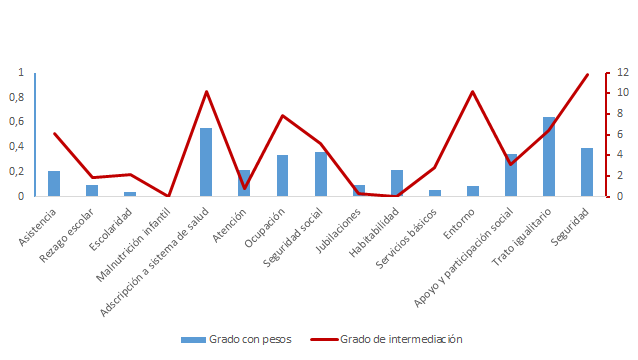 1
0,8
0,6
0,4
0,2
0
12
10
8
6
4
2
0
Asistencia
Rezago escolar
Escolaridad
Malnutrición infantil
Adscripción a sistema de salud
Atención
Ocupación
Seguridad social
Jubilaciones
Habitabilidad
Servicios básicos
Entorno
Apoyo y participación social
Trato igualitario
Seguridad
Grado con pesos
Grado de intermediación